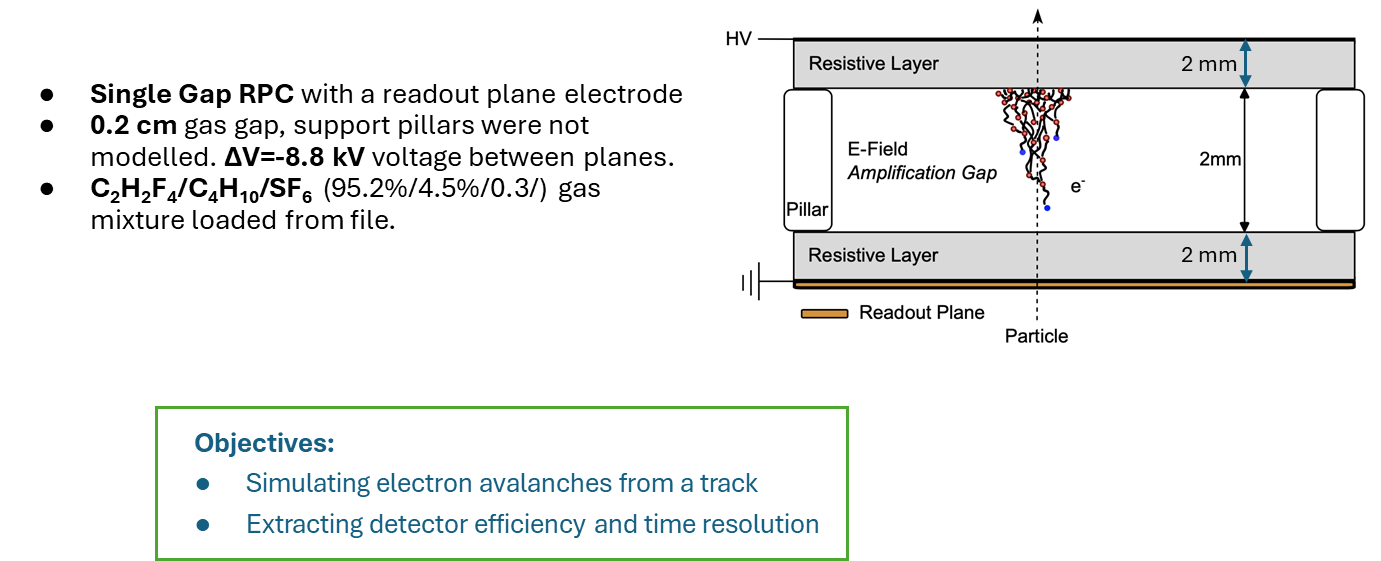 ● Single Gap RPC with a readout plane electrode
● 0.2 cm gas gap, support pillars were not
modelled. ΔV=-8.8 kV voltage between planes.
● C₂H₂F₄/C₄H₁₀/SF₆ (95.2%/4.5%/0.3/) gas
mixture loaded from file.
HV
Resistive Layer
2 mm
E-Field
Amplification Gap
2mm
e⁻
Pillar
Resistive Layer
2 mm
Readout Plane
Particle
Objectives:
● Simulating electron avalanches from a track
● Extracting detector efficiency and time resolution